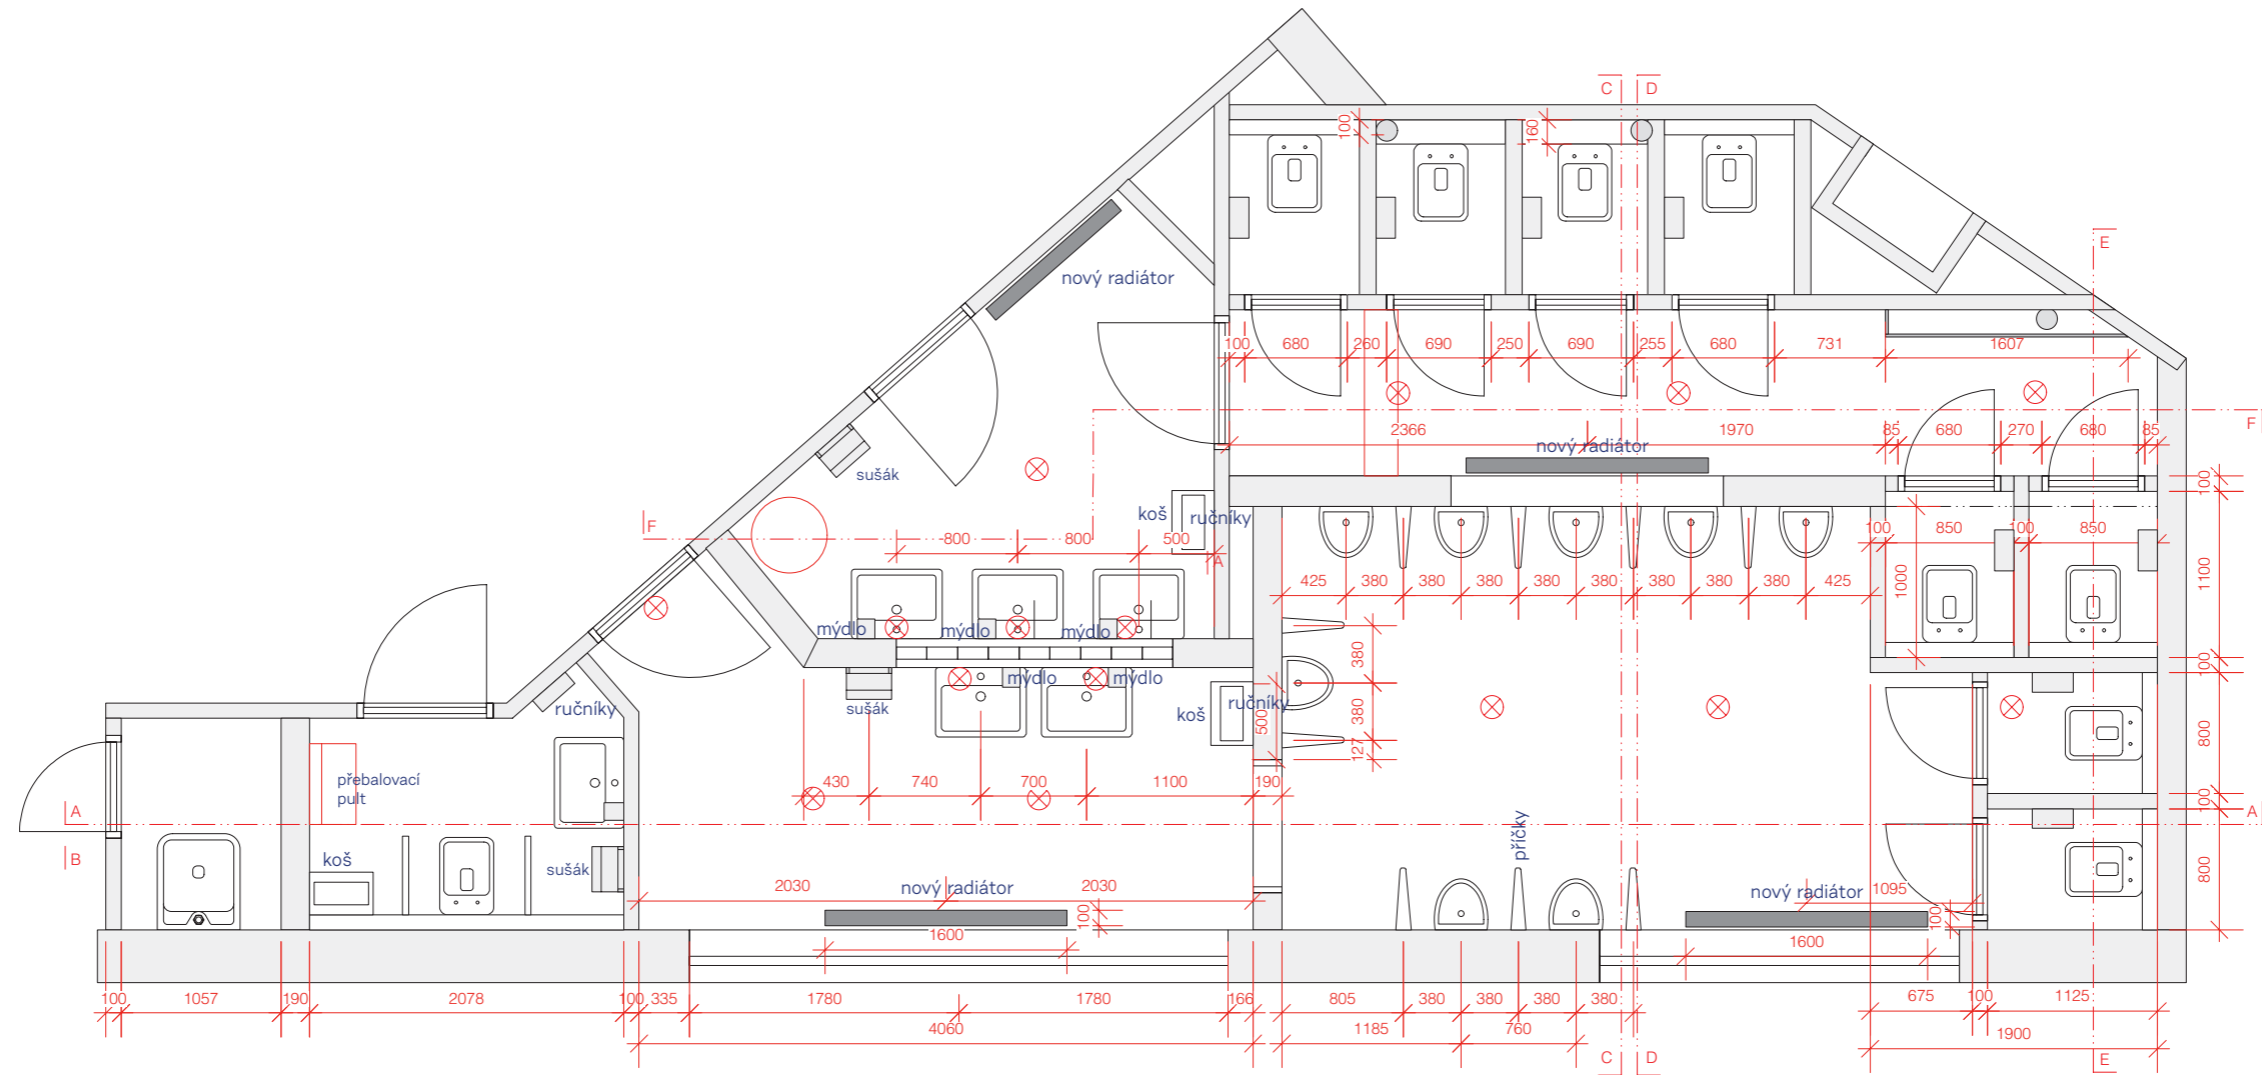 C D
100 160
E
nový radiátor
100 680 260 690 250 690 255 680 731 1607
2366 1970 85 680 270 680 85
F
nový radiátor
sušák
100
koš ručníky
F
800 800 500
A
100 850 100 850
1000 1100
425 380 380 380 380 380 380 380 380 425
mýdlo mýdlo mýdlo
380
100
mýdlo mýdlo
sušák
koš ručníky
500 380 127
800
ručníky
přebalovací
pult
430 740 700 1100 190
A
100
A
B
příčky
koš
sušák
800
2030 nový radiátor 2030
100
nový radiátor 1095
100
1600
1600
100 1057 190 2078 100 335 1780 1780 166 805 380 380 380 380 675 100 1125
4060 1185 760 1900
C D
E